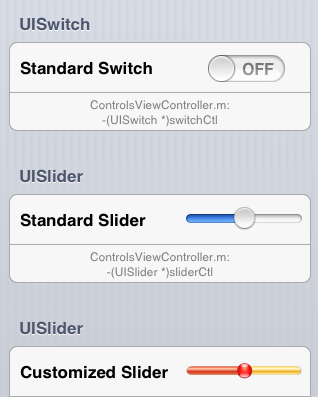 UISwitch
Standard Switch OFF
ControlsViewController.m:
-(UISwitch *)switchCtl
UISlider
Standard Slider
ControlsViewController.m:
-(UISlider *)sliderCtl
UISlider
Customized Slider